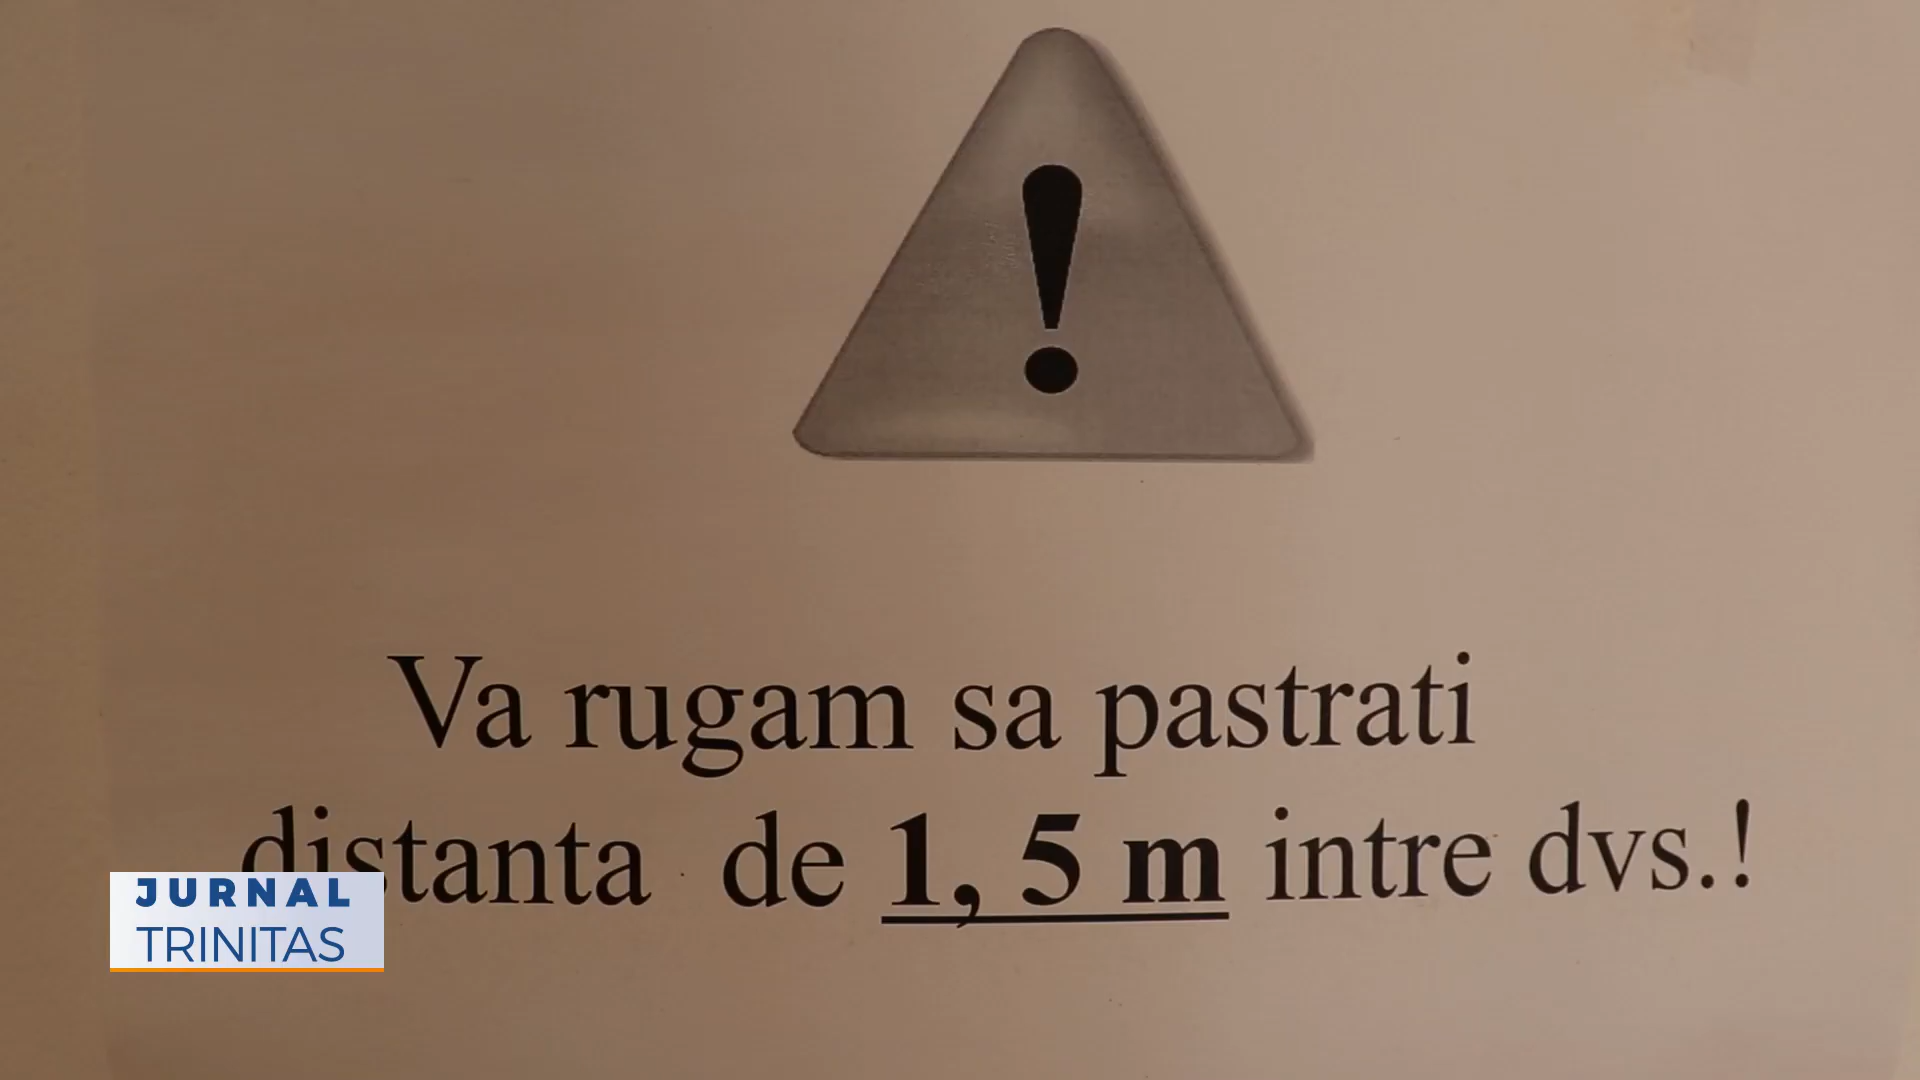 !
Va rugam sa pastrati
distanta de 1, 5 m intre dvs.!
JURNAL
TRINITAS